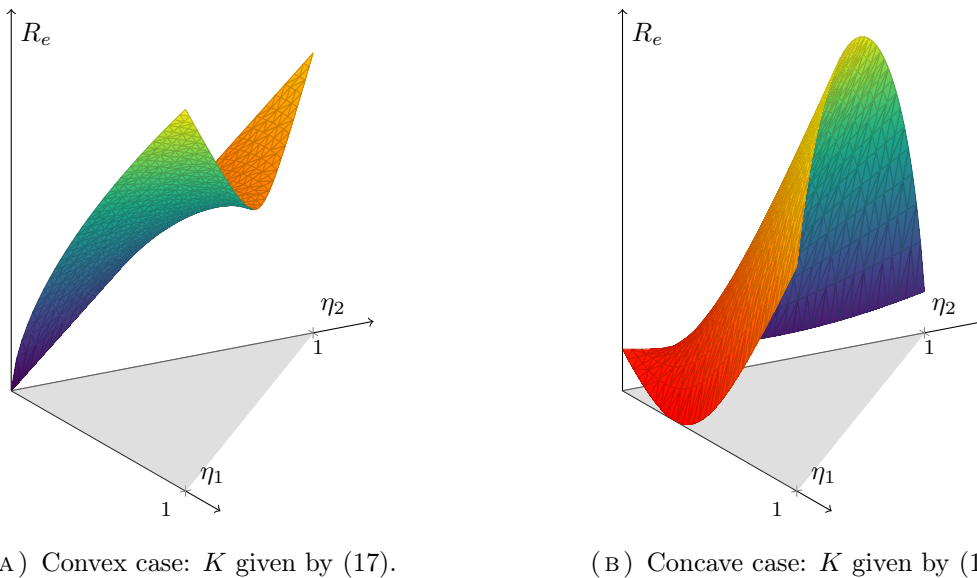 R_e
η_2
1
η_1
1
R_e
η_2
1
η_1
1
A) Convex case: K given by (17).
(B) Concave case: K given by (1